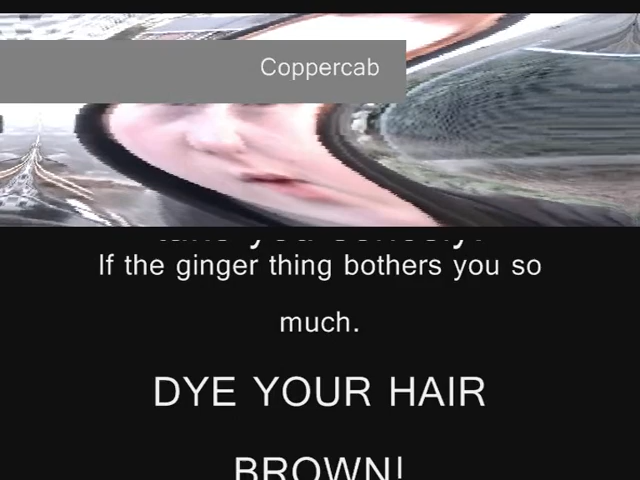 Coppercab
If the ginger thing bothers you so
much.
DYE YOUR HAIR
BROWN!